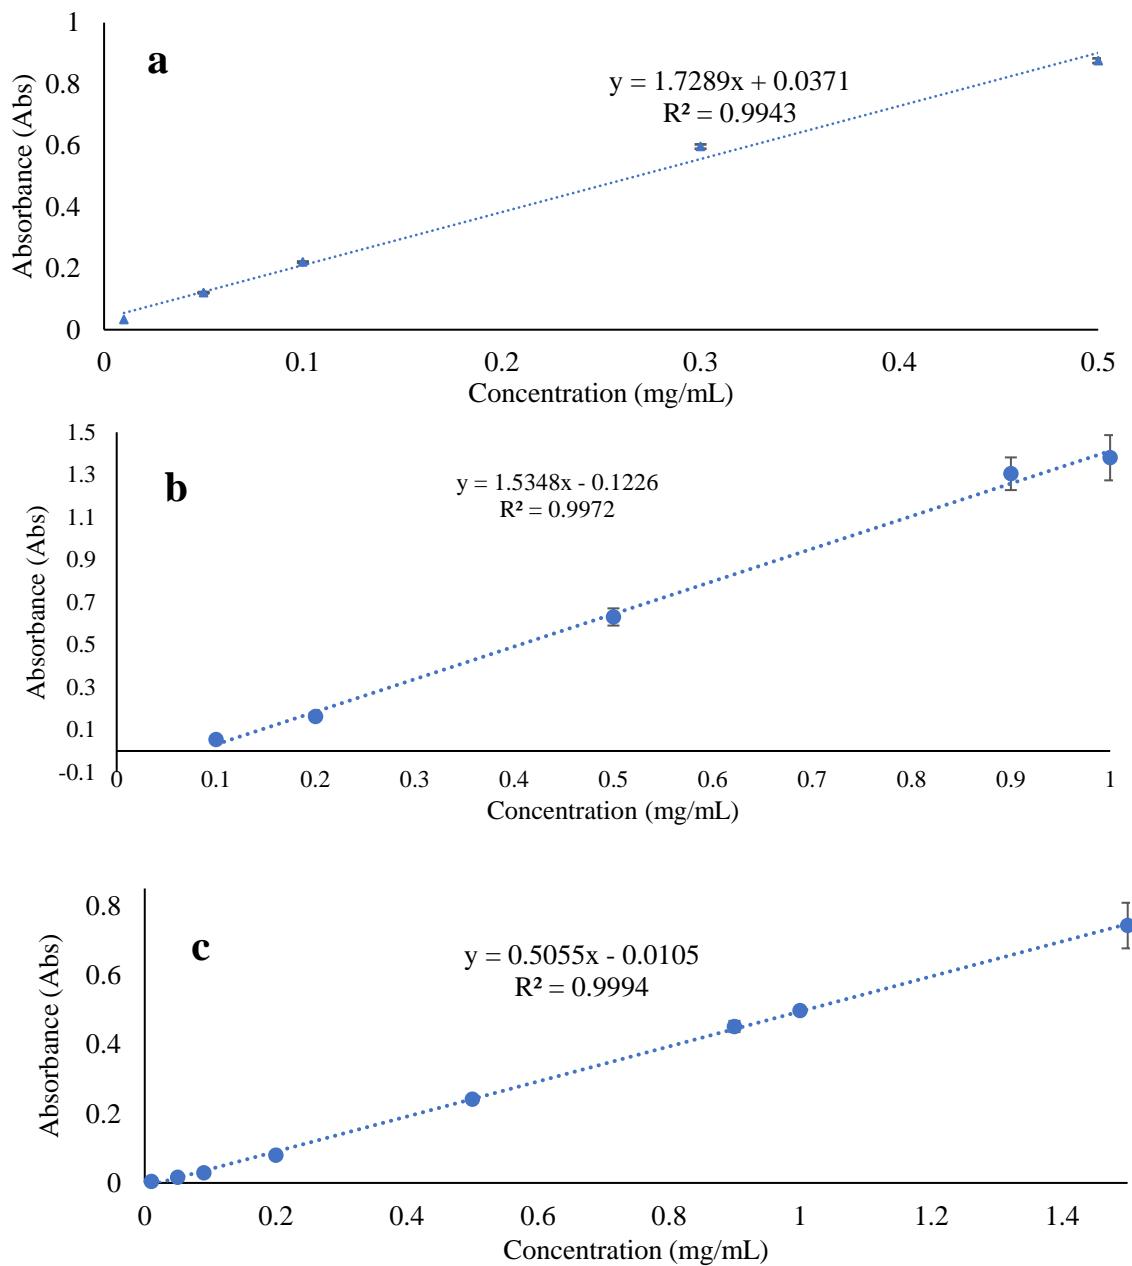 a
y = 1.7289x + 0.0371
R² = 0.9943
Absorbance (Abs)
1
0.8
0.6
0.4
0.2
0
0 0.1 0.2 0.3 0.4 0.5
Concentration (mg/mL)
b
y = 1.5348x - 0.1226
R² = 0.9972
Absorbance (Abs)
1.5
1.3
1.1
0.9
0.7
0.5
0.3
0.1
-0.1
0 0.1 0.2 0.3 0.4 0.5 0.6 0.7 0.8 0.9 1
Concentration (mg/mL)
c
y = 0.5055x - 0.0105
R² = 0.9994
Absorbance (Abs)
0.8
0.6
0.4
0.2
0
0 0.2 0.4 0.6 0.8 1 1.2 1.4
Concentration (mg/mL)